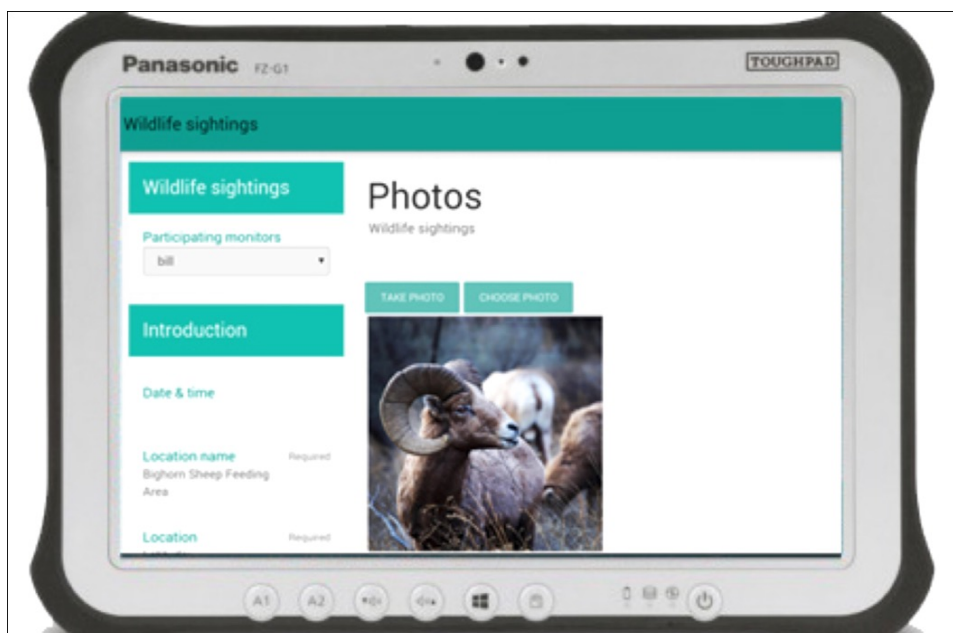 Panasonic FZ-G1
TOUGHPAD
Wildlife sightings
Wildlife sightings
Participating monitors
bill
Introduction
Date & time
Location name Required
Bighorn Sheep Feeding
Area
Location Required
Photos
Wildlife sightings
TAKE PHOTO CHOOSE PHOTO
A1 A2